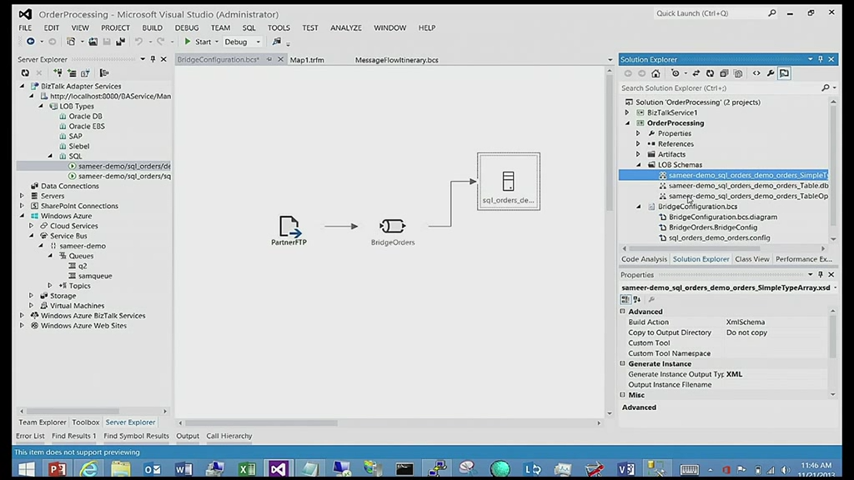 OrderProcessing - Microsoft Visual Studio (Administrator)
Quick Launch (Ctrl+;)
FILE EDIT VIEW PROJECT BUILD DEBUG TEAM SQL TOOLS TEST ANALYZE WINDOW HELP
Start Debug
Server Explorer
BizTalk Adapter Services
http://localhost:8080/BAService/Man
LOB Types
Oracle DB
Oracle EBS
SAP
Siebel
SQL
sameer-demo/sql_orders/de
sameer-demo/sql_orders/sq
Data Connections
Servers
SharePoint Connections
Windows Azure
Cloud Services
Service Bus
sameer-demo
Queues
q2
samqueue
Topics
Storage
Virtual Machines
Windows Azure BizTalk Services
Windows Azure Web Sites
Team Explorer Toolbox Server Explorer
BridgeConfiguration.bcs* Map1.trfm MessageFlowItinerary.bcs
PartnerFTP
BridgeOrders
sql_orders_de...
Solution Explorer
Search Solution Explorer (Ctrl+;)
Solution 'OrderProcessing' (2 projects)
BizTalkService1
OrderProcessing
Properties
References
Artifacts
LOB Schemas
sameer-demo_sql_orders_demo_orders_SimpleTy
sameer-demo_sql_orders_demo_orders_Table.db
sameer-demo_sql_orders_demo_orders_TableOp
BridgeConfiguration.bcs
BridgeConfiguration.bcs.diagram
BridgeOrders.BridgeConfig
sql_orders_demo_orders.config
Code Analysis Solution Explorer Class View Performance Ex...
Properties
sameer-demo_sql_orders_demo_orders_SimpleTypeArray.xsd
Advanced
Build Action XmlSchema
Copy to Output Directory Do not copy
Custom Tool
Custom Tool Namespace
Generate Instance
Generate Instance Output Typ XML
Output Instance Filename
Misc
Advanced
Error List Find Results 1 Find Symbol Results Output Call Hierarchy
This item does not support previewing
11:46 AM
11/21/2013